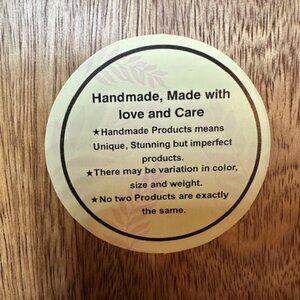 Handmade, Made with
love and Care
★Handmade Products means
Unique, Stunning but imperfect
products.
★There may be variation in color,
size and weight.
★No two Products are exactly
the same.